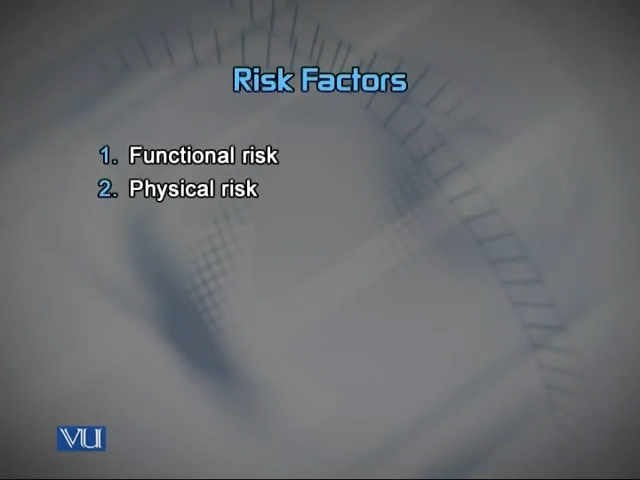 Risk Factors
1. Functional risk
2. Physical risk
VU